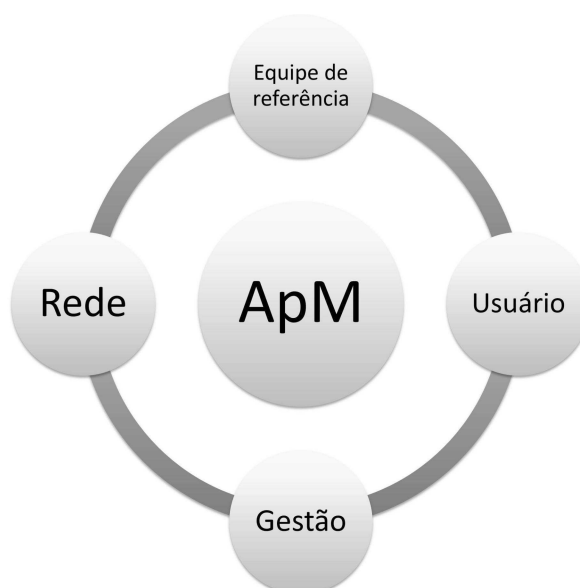 Equipe de
referência
Rede
ApM
Usuário
Gestão